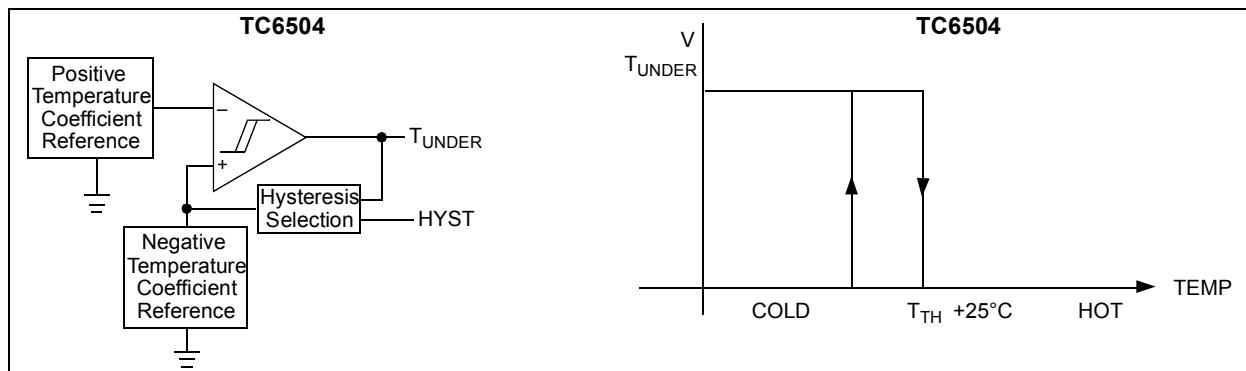 TC6504
Positive
Temperature
Coefficient
Reference
−
+
T_UNDER
Hysteresis
Selection
HYST
Negative
Temperature
Coefficient
Reference
TC6504
V
T_UNDER
TEMP
COLD
T_TH +25°C
HOT